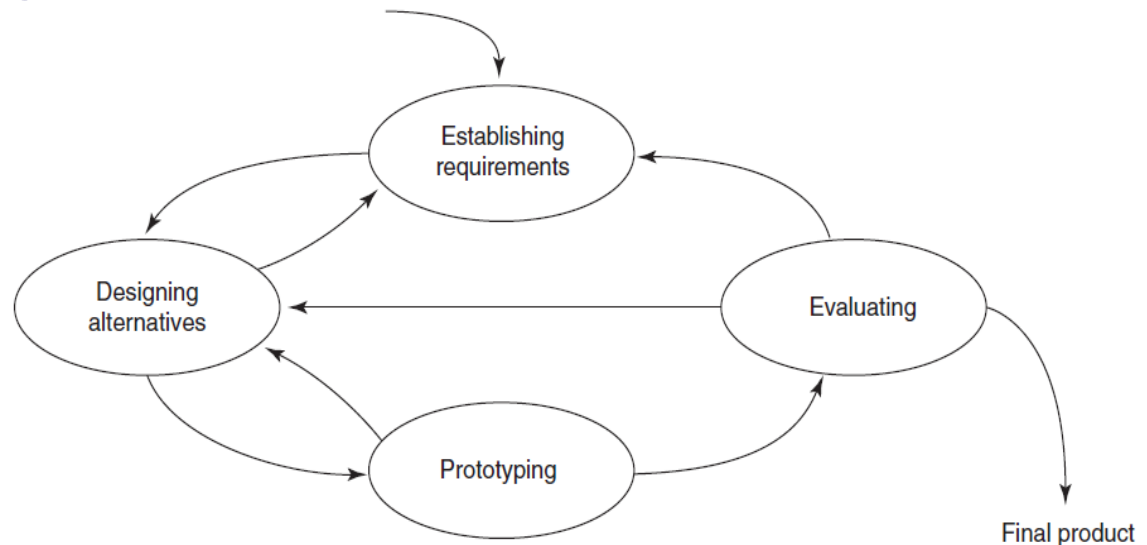 Establishing
requirements
Designing
alternatives
Evaluating
Prototyping
Final product